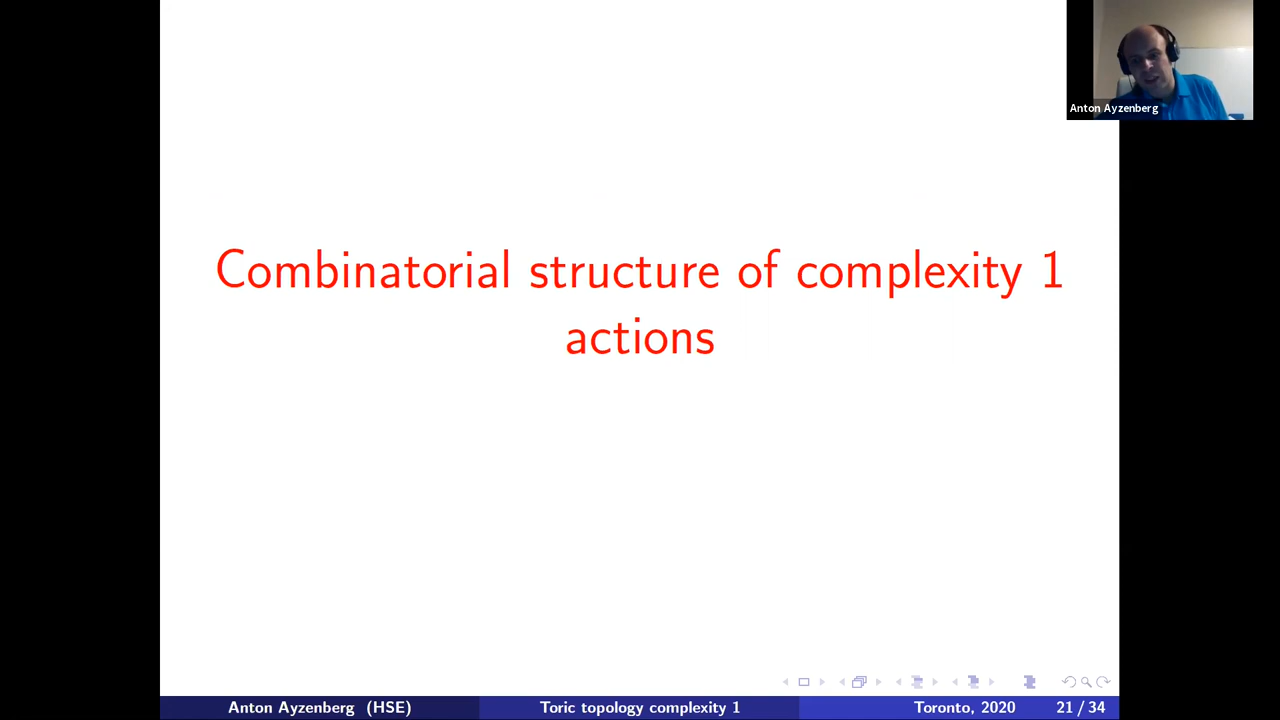 Anton Ayzenberg
Combinatorial structure of complexity 1
actions
Anton Ayzenberg (HSE) Toric topology complexity 1 Toronto, 2020 21 / 34